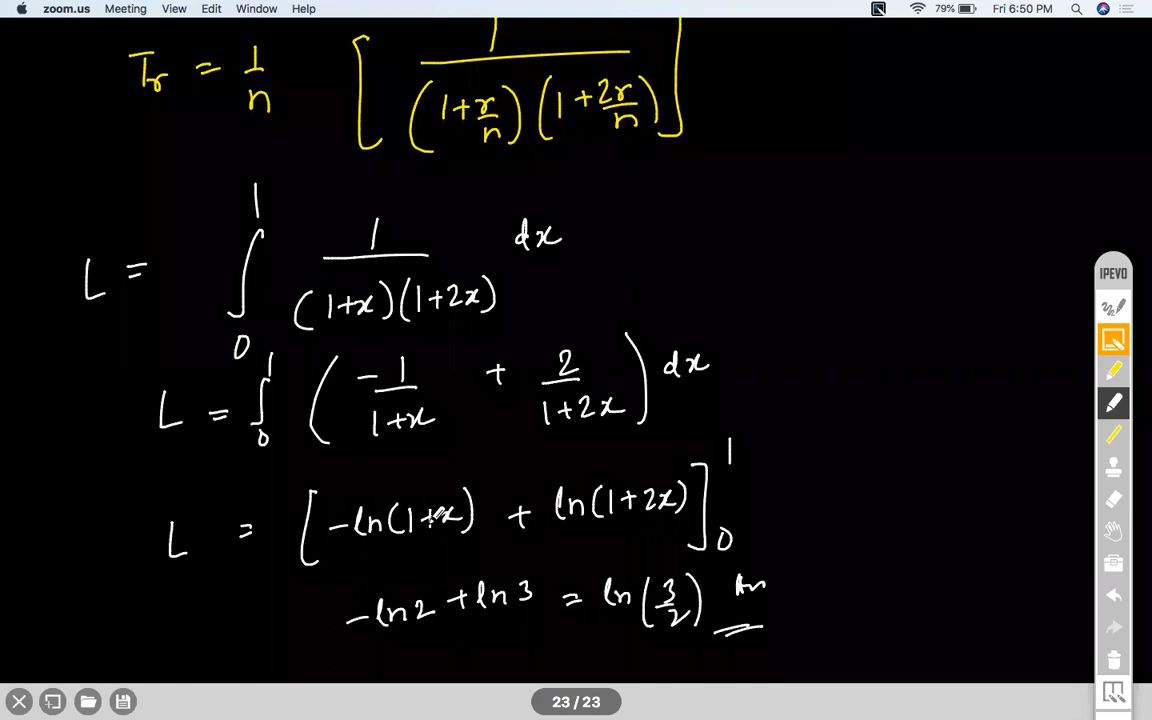 zoom.us Meeting View Edit Window Help 79% Fri 6:50 PM
Tr = 1/n [ 1/((1+r/n)(1+2r/n)) ]
L = ∫₀¹ 1/((1+x)(1+2x)) dx
L = ∫₀¹ ( -1/(1+x) + 2/(1+2x) ) dx
L = [ -ln(1+x) + ln(1+2x) ]₀¹
-ln2 + ln3 = ln(3/2) An
IPEVO
23 / 23